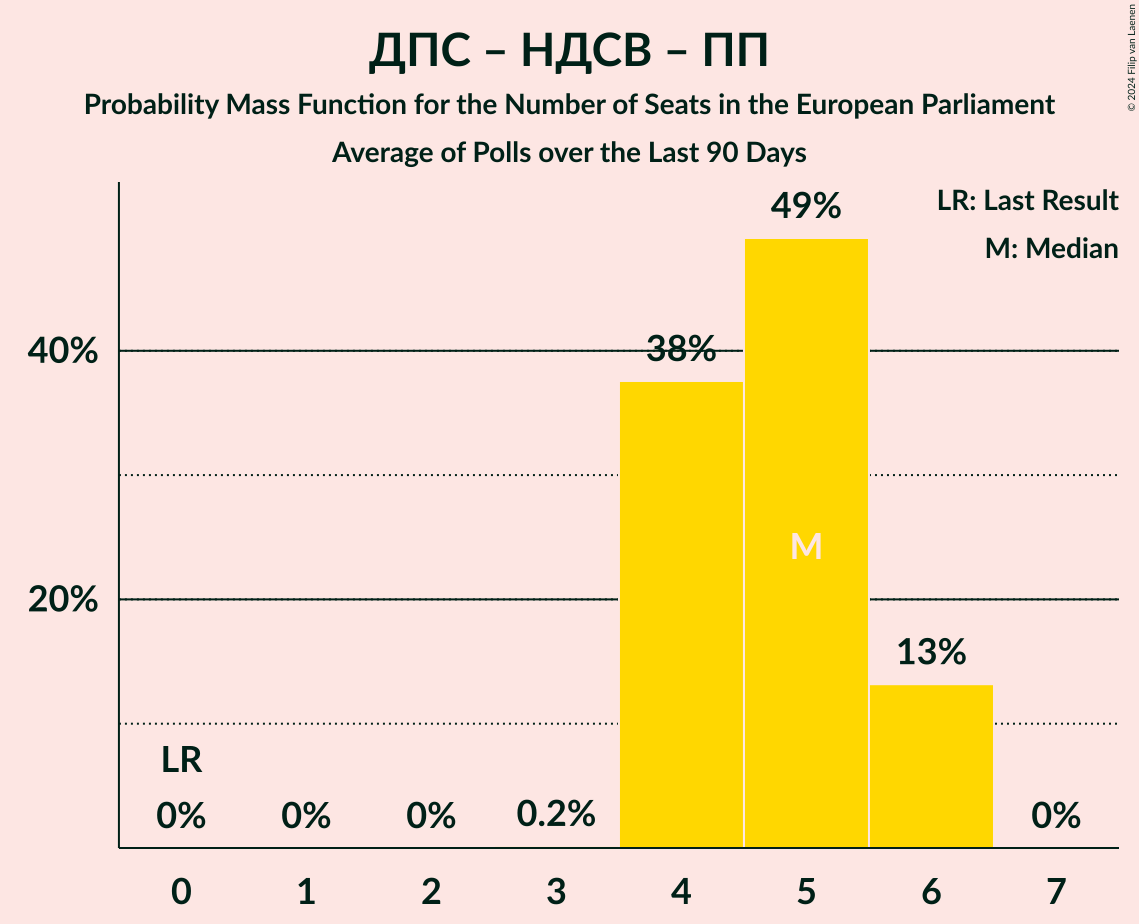 ДПС – НДСВ – ПП
Probability Mass Function for the Number of Seats in the European Parliament
Average of Polls over the Last 90 Days
© 2024 Filip van Laenen
LR: Last Result
M: Median
49%
40%
38%
M
20%
13%
LR
0%
0%
0%
0.2%
0%
0
1
2
3
4
5
6
7